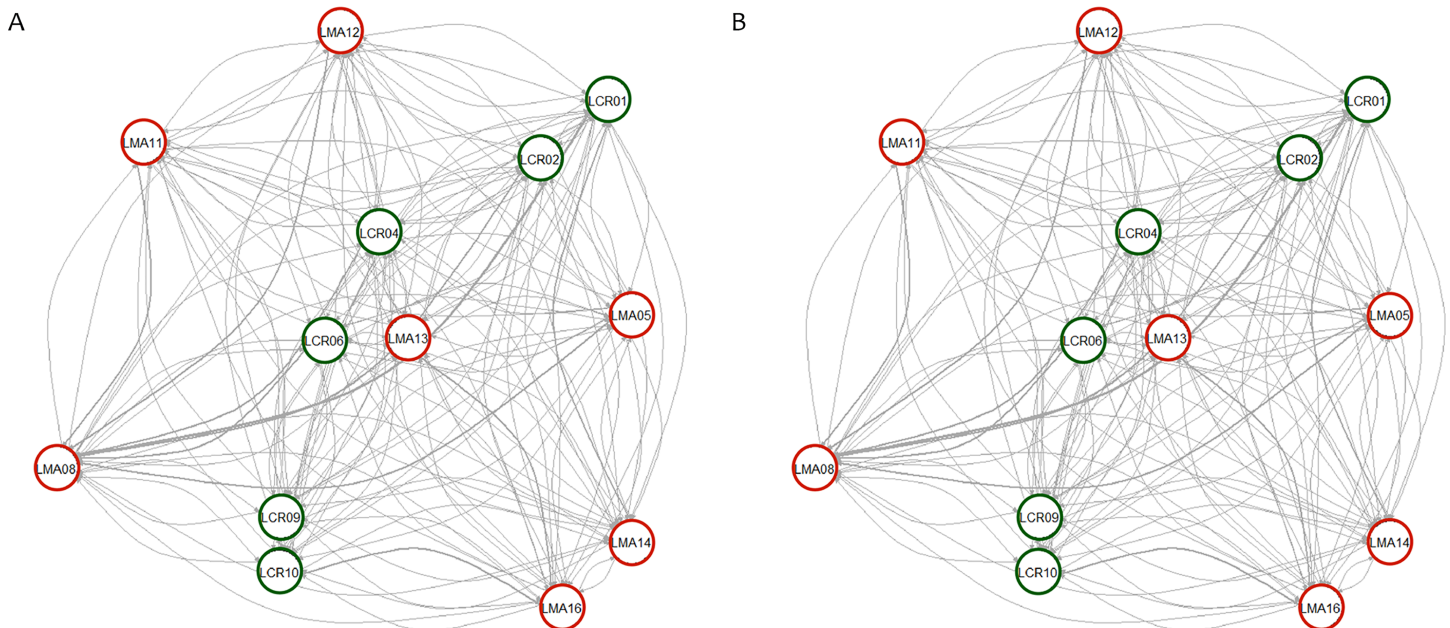 A
LMA12
LCR01
LMA11
LCR02
LCR04
LMA05
LCR06
LMA13
LMA08
LCR09
LMA14
LCR10
LMA16
B
LMA12
LCR01
LMA11
LCR02
LCR04
LMA05
LCR06
LMA13
LMA08
LCR09
LMA14
LCR10
LMA16